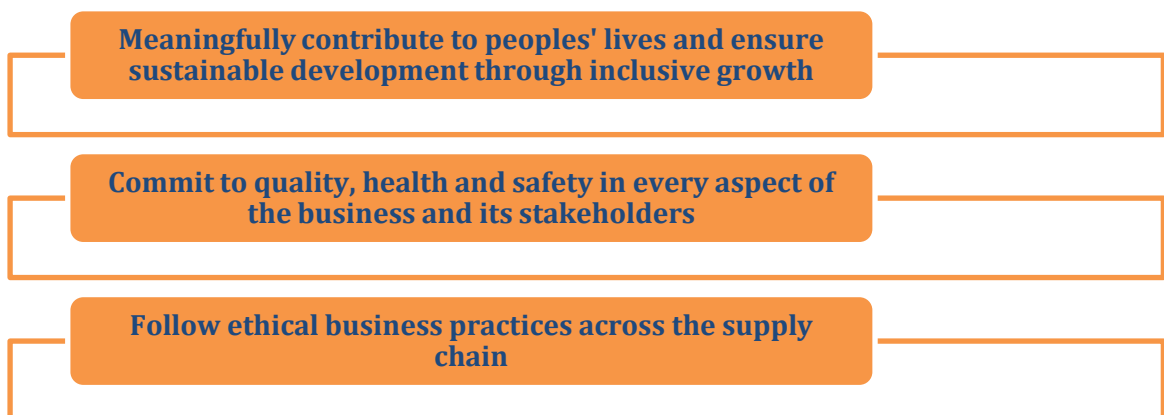 Meaningfully contribute to peoples' lives and ensure
sustainable development through inclusive growth
Commit to quality, health and safety in every aspect of
the business and its stakeholders
Follow ethical business practices across the supply
chain